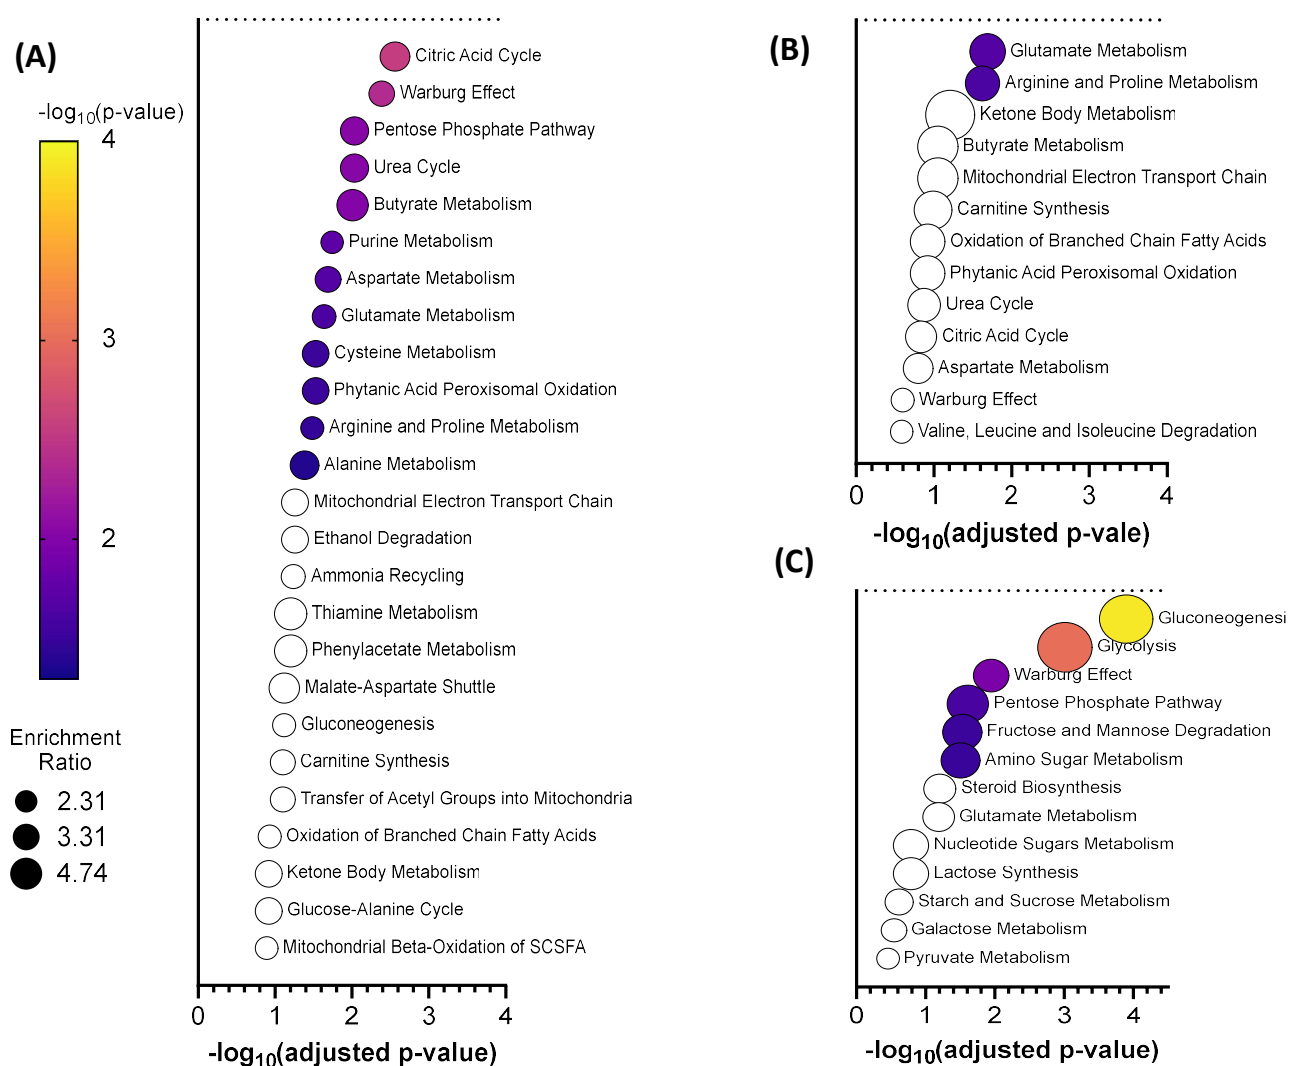 (A)
-log10(p-value)
4
3
2
Enrichment
Ratio
2.31
3.31
4.74
Citric Acid Cycle
Warburg Effect
Pentose Phosphate Pathway
Urea Cycle
Butyrate Metabolism
Purine Metabolism
Aspartate Metabolism
Glutamate Metabolism
Cysteine Metabolism
Phytanic Acid Peroxisomal Oxidation
Arginine and Proline Metabolism
Alanine Metabolism
Mitochondrial Electron Transport Chain
Ethanol Degradation
Ammonia Recycling
Thiamine Metabolism
Phenylacetate Metabolism
Malate-Aspartate Shuttle
Gluconeogenesis
Carnitine Synthesis
Transfer of Acetyl Groups into Mitochondria
Oxidation of Branched Chain Fatty Acids
Ketone Body Metabolism
Glucose-Alanine Cycle
Mitochondrial Beta-Oxidation of SCSFA
0 1 2 3 4
-log10(adjusted p-value)
(B)
Glutamate Metabolism
Arginine and Proline Metabolism
Ketone Body Metabolism
Butyrate Metabolism
Mitochondrial Electron Transport Chain
Carnitine Synthesis
Oxidation of Branched Chain Fatty Acids
Phytanic Acid Peroxisomal Oxidation
Urea Cycle
Citric Acid Cycle
Aspartate Metabolism
Warburg Effect
Valine, Leucine and Isoleucine Degradation
0 1 2 3 4
-log10(adjusted p-vale)
(C)
Gluconeogenesi
Glycolysis
Warburg Effect
Pentose Phosphate Pathway
Fructose and Mannose Degradation
Amino Sugar Metabolism
Steroid Biosynthesis
Glutamate Metabolism
Nucleotide Sugars Metabolism
Lactose Synthesis
Starch and Sucrose Metabolism
Galactose Metabolism
Pyruvate Metabolism
0 1 2 3 4
-log10(adjusted p-value)